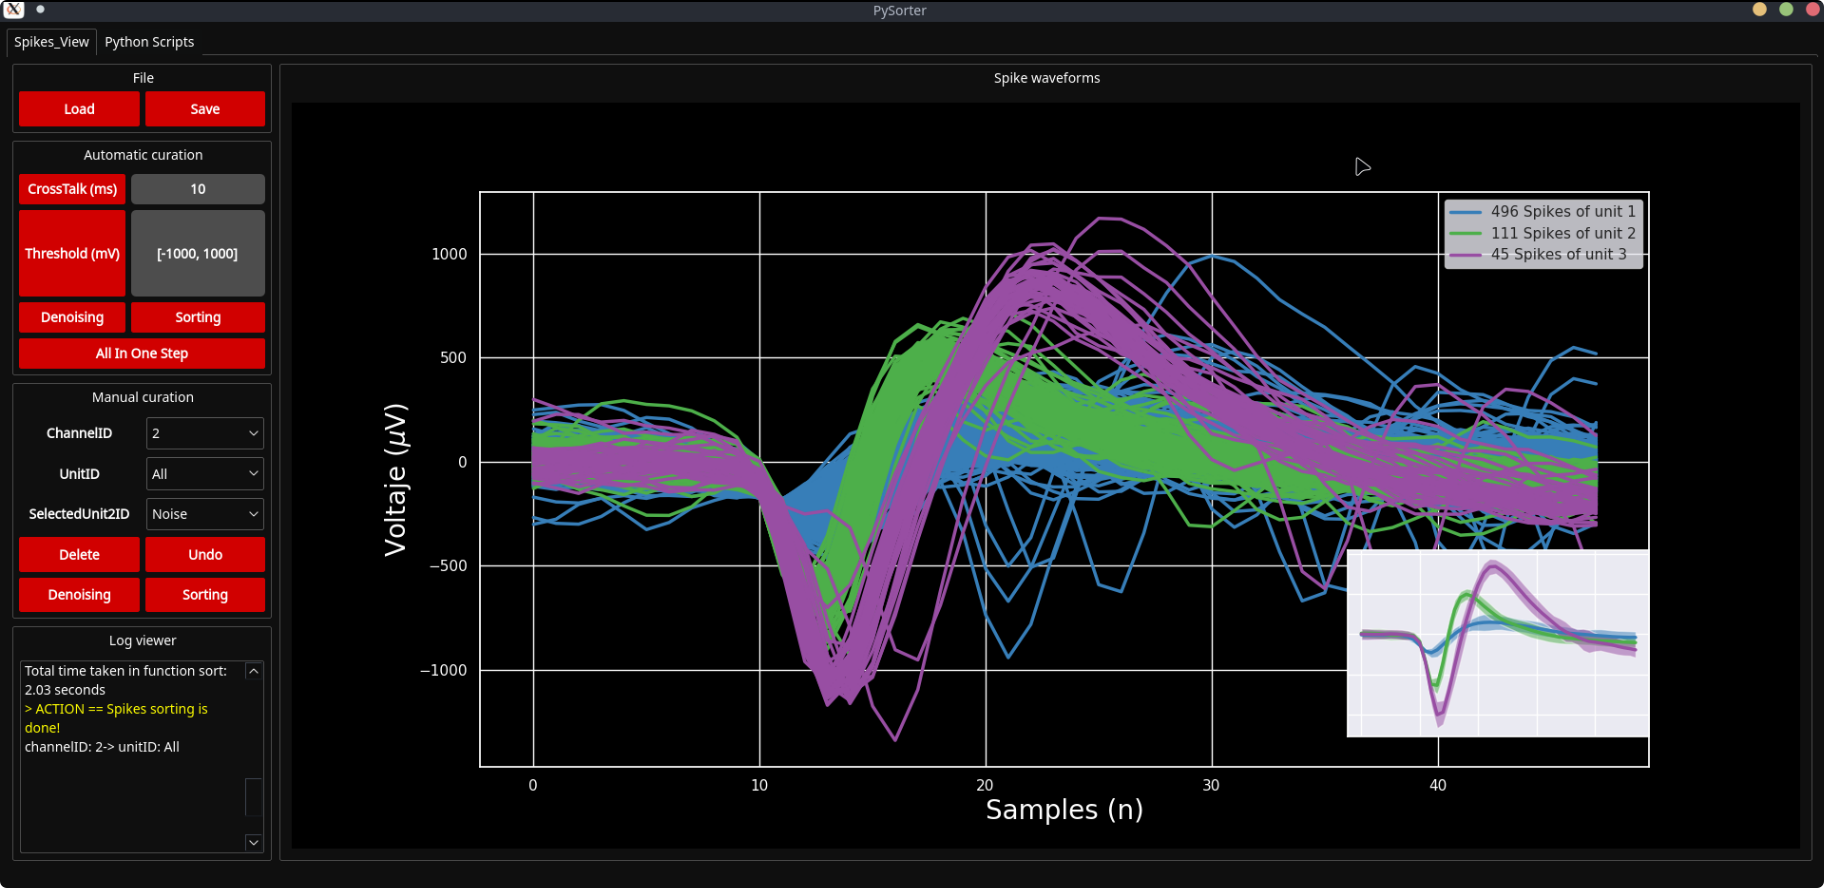 PySorter
Spikes_View
Python Scripts
File
Load
Save
Automatic curation
CrossTalk (ms)
10
Threshold (mV)
[-1000, 1000]
Denoising
Sorting
All In One Step
Manual curation
ChannelID
2
UnitID
All
SelectedUnit2ID
Noise
Delete
Undo
Denoising
Sorting
Log viewer
Total time taken in function sort:
2.03 seconds
> ACTION == Spikes sorting is
done!
channelID: 2-> unitID: All
Spike waveforms
496 Spikes of unit 1
111 Spikes of unit 2
45 Spikes of unit 3
1000
500
0
−500
−1000
Voltaje (μV)
0
10
20
30
40
Samples (n)